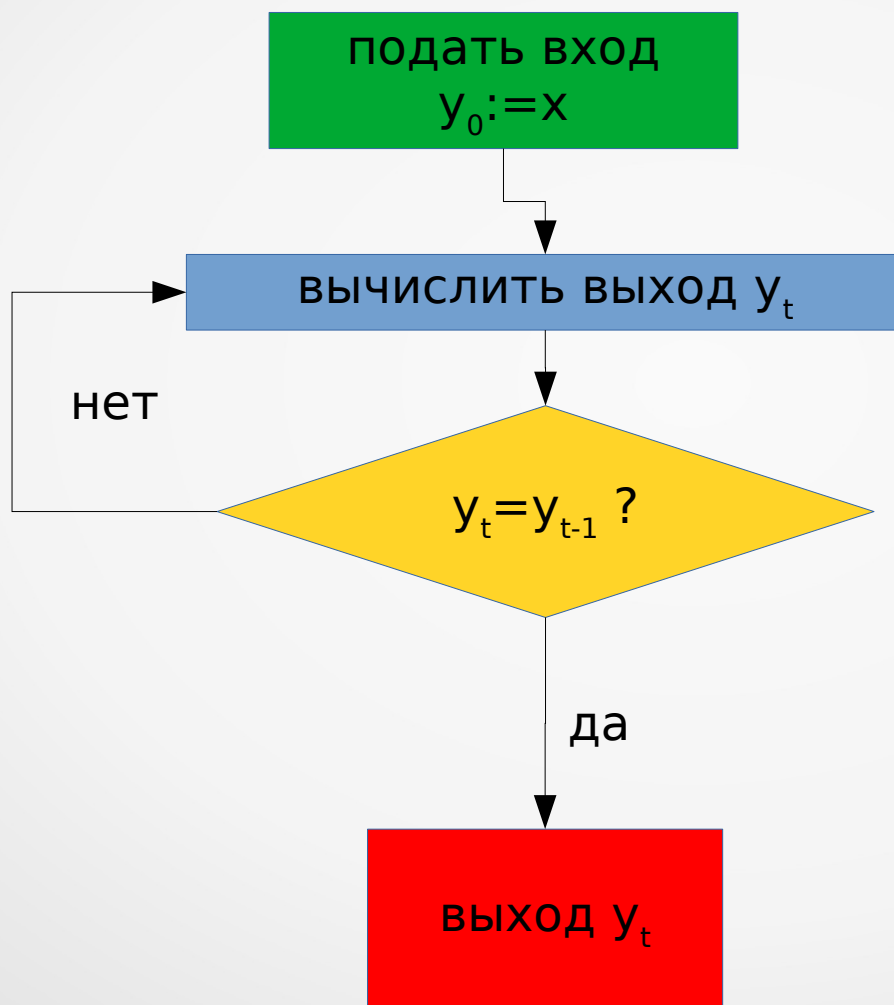 подать вход
y₀:=x
вычислить выход yₜ
нет
yₜ=yₜ₋₁ ?
да
выход yₜ